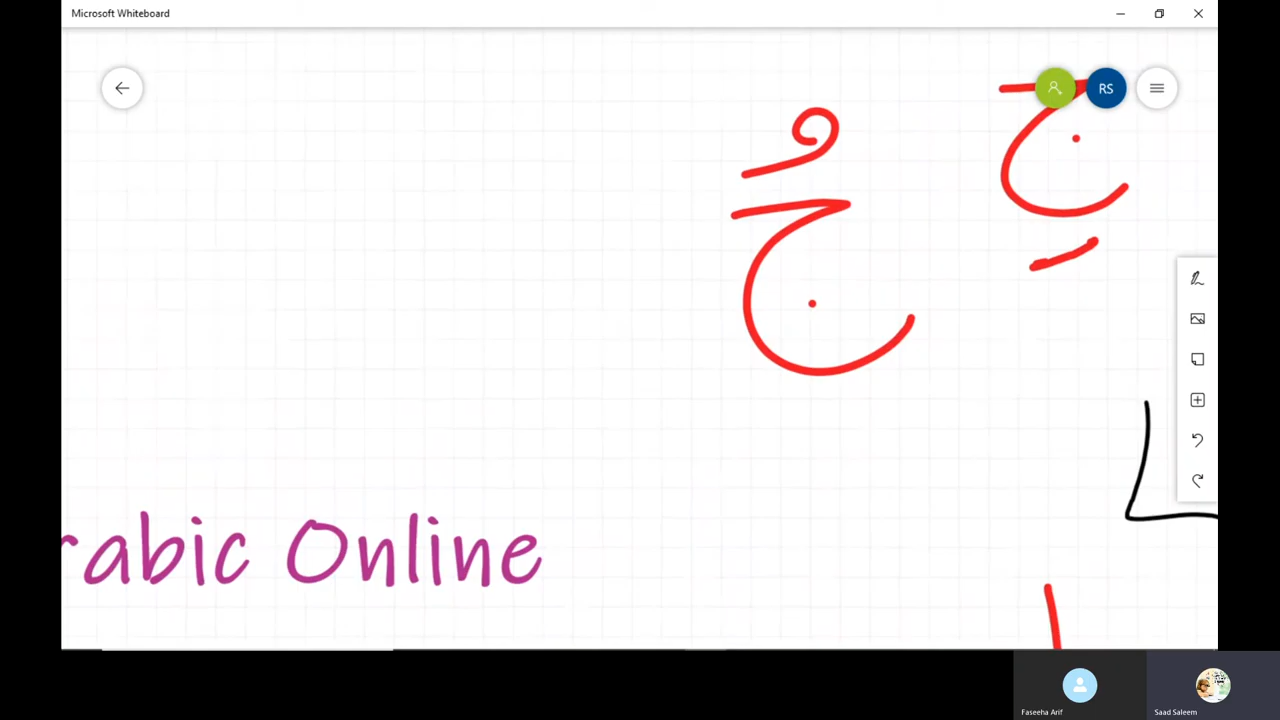 Microsoft Whiteboard
RS
جُ جِ
rabic Online
Faseeha Arif
Saad Saleem